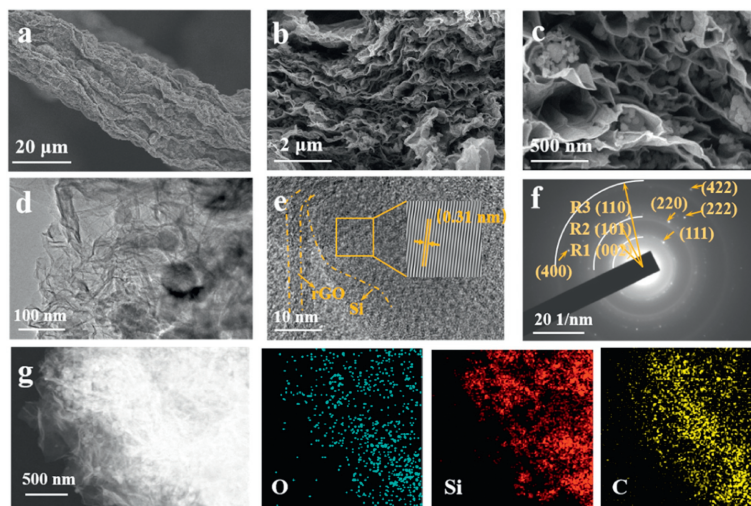 a
20 μm
b
2 μm
c
500 nm
d
100 nm
e
(0.31 nm)
rGO
Si
10 nm
f
(422)
R3 (110)
(220)
(222)
R2 (101)
(111)
R1 (002)
(400)
20 1/nm
g
500 nm
O
Si
C